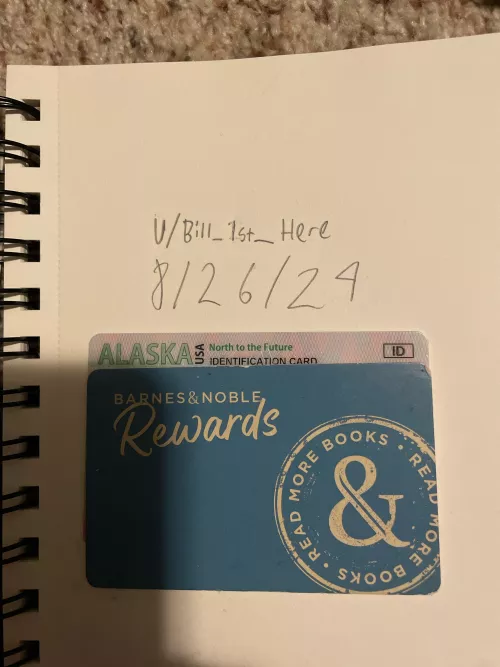 U/Bill_1st_Here
8/26/24
ALASKA USA North to the Future
IDENTIFICATION CARD
ID
BARNES&NOBLE
Rewards
READ MORE BOOKS • READ MORE BOOKS •
&